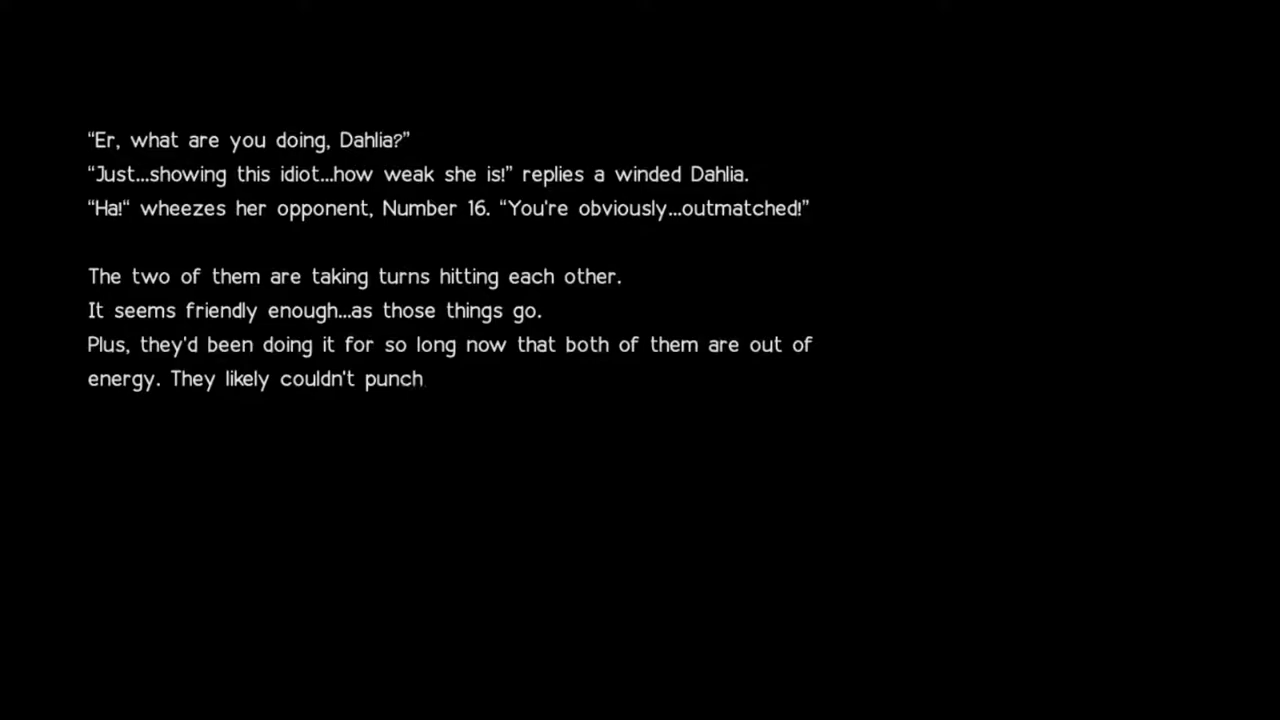 “Er, what are you doing, Dahlia?”
“Just...showing this idiot...how weak she is!” replies a winded Dahlia.
“Ha!“ wheezes her opponent, Number 16. “You're obviously...outmatched!”
The two of them are taking turns hitting each other.
It seems friendly enough...as those things go.
Plus, they'd been doing it for so long now that both of them are out of
energy. They likely couldn't punch